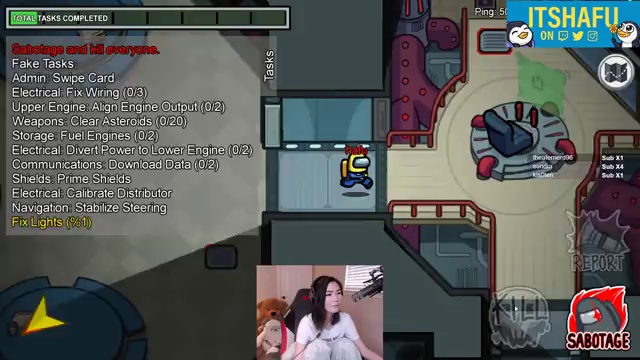 TOTAL TASKS COMPLETED
Ping: 50
ITSHAFU
ON
Sabotage and kill everyone.
Fake Tasks:
Admin: Swipe Card
Electrical: Fix Wiring (0/3)
Upper Engine: Align Engine Output (0/2)
Weapons: Clear Asteroids (0/20)
Storage: Fuel Engines (0/2)
Electrical: Divert Power to Lower Engine (0/2)
Communications: Download Data (0/2)
Shields: Prime Shields
Electrical: Calibrate Distributor
Navigation: Stabilize Steering
Fix Lights (%1)
Tasks
hafu
Sub X1
Sub X4
Sub X1
REPORT
KILL
SABOTAGE